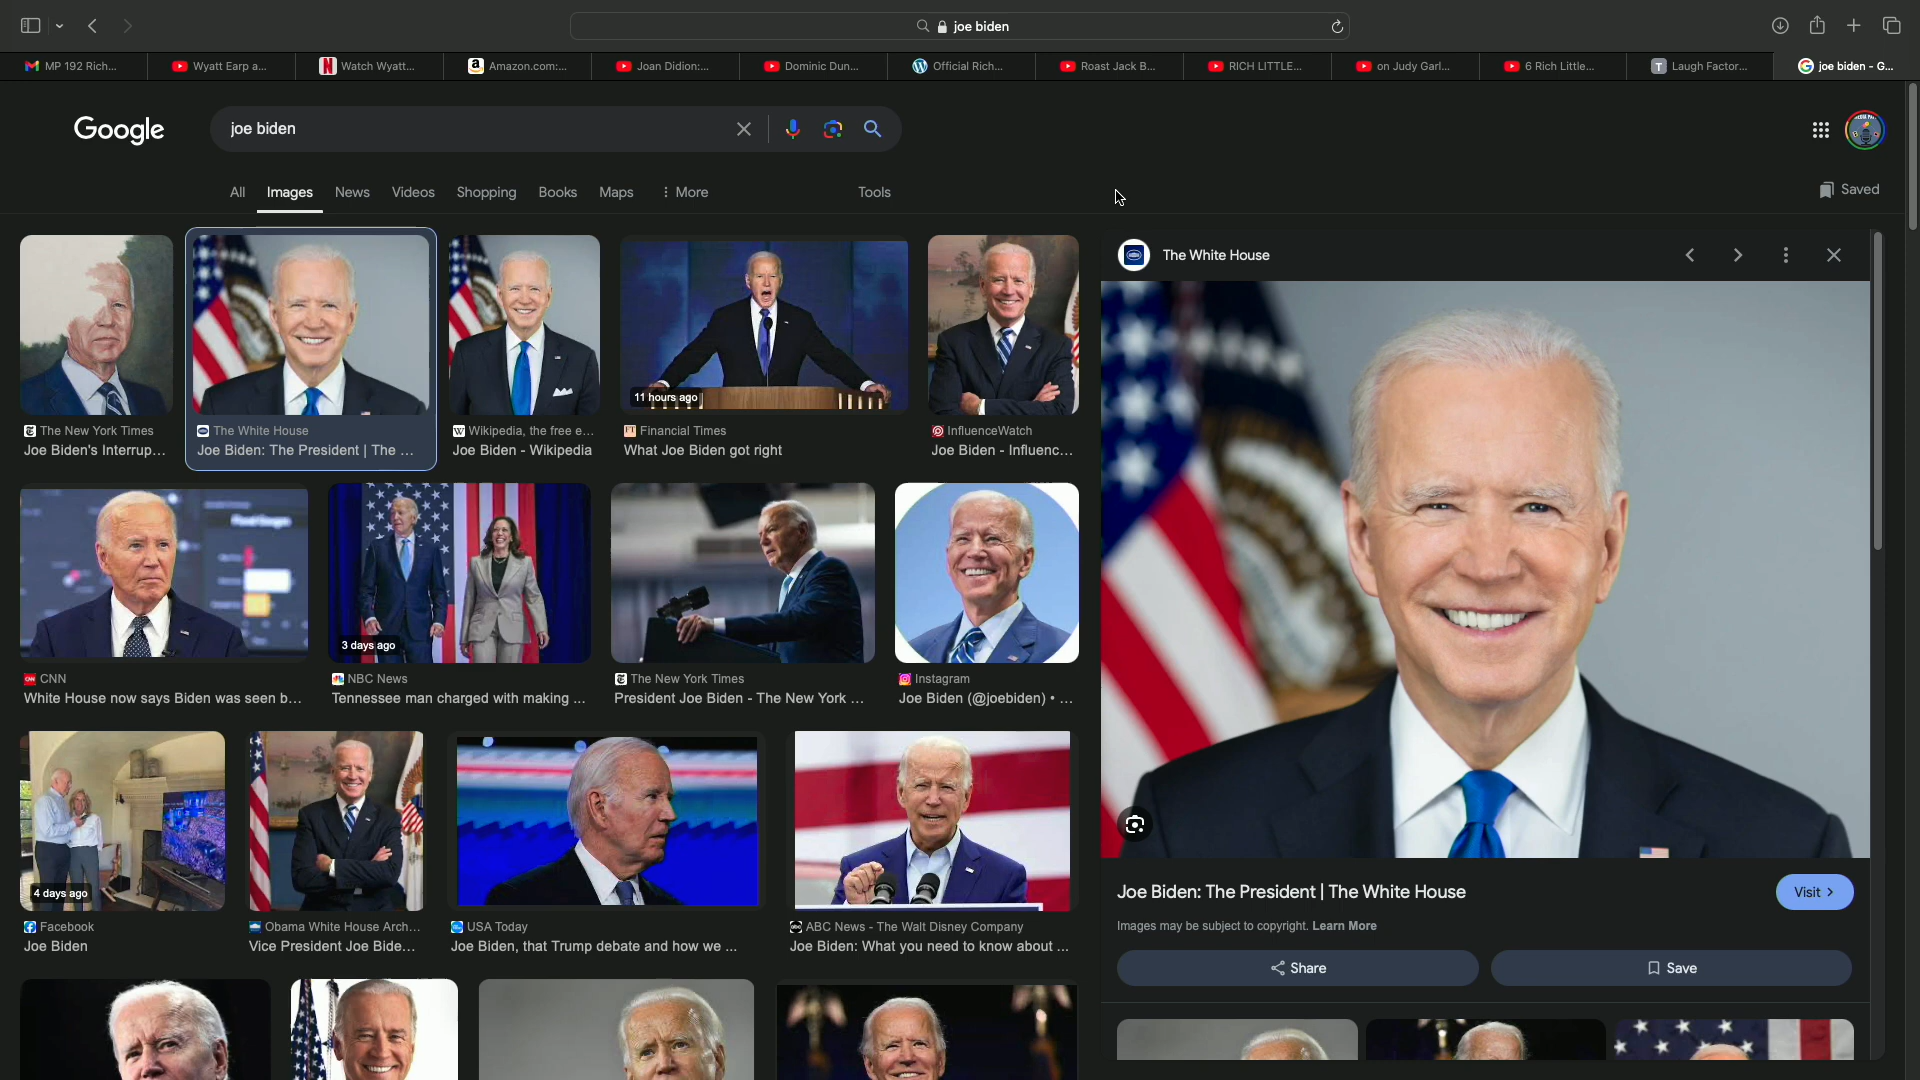 joe biden
MP 192 Rich...
Wyatt Earp a...
Watch Wyatt...
Amazon.com:...
Joan Didion:...
Dominic Dun...
Official Rich...
Roast Jack B...
RICH LITTLE...
on Judy Garl...
6 Rich Little...
Laugh Factor...
joe biden - G...
Google
joe biden
All
Images
News
Videos
Shopping
Books
Maps
More
Tools
Saved
The White House
11 hours ago
The New York Times
Joe Biden's Interrup...
The White House
Joe Biden: The President | The ...
Wikipedia, the free e...
Joe Biden - Wikipedia
Financial Times
What Joe Biden got right
InfluenceWatch
Joe Biden - Influenc...
3 days ago
CNN
White House now says Biden was seen b...
NBC News
Tennessee man charged with making ...
The New York Times
President Joe Biden - The New York ...
Instagram
Joe Biden (@joebiden) • ...
4 days ago
Facebook
Joe Biden
Obama White House Arch...
Vice President Joe Bide...
USA Today
Joe Biden, that Trump debate and how we ...
ABC News - The Walt Disney Company
Joe Biden: What you need to know about ...
Joe Biden: The President | The White House
Visit
Images may be subject to copyright. Learn More
Share
Save